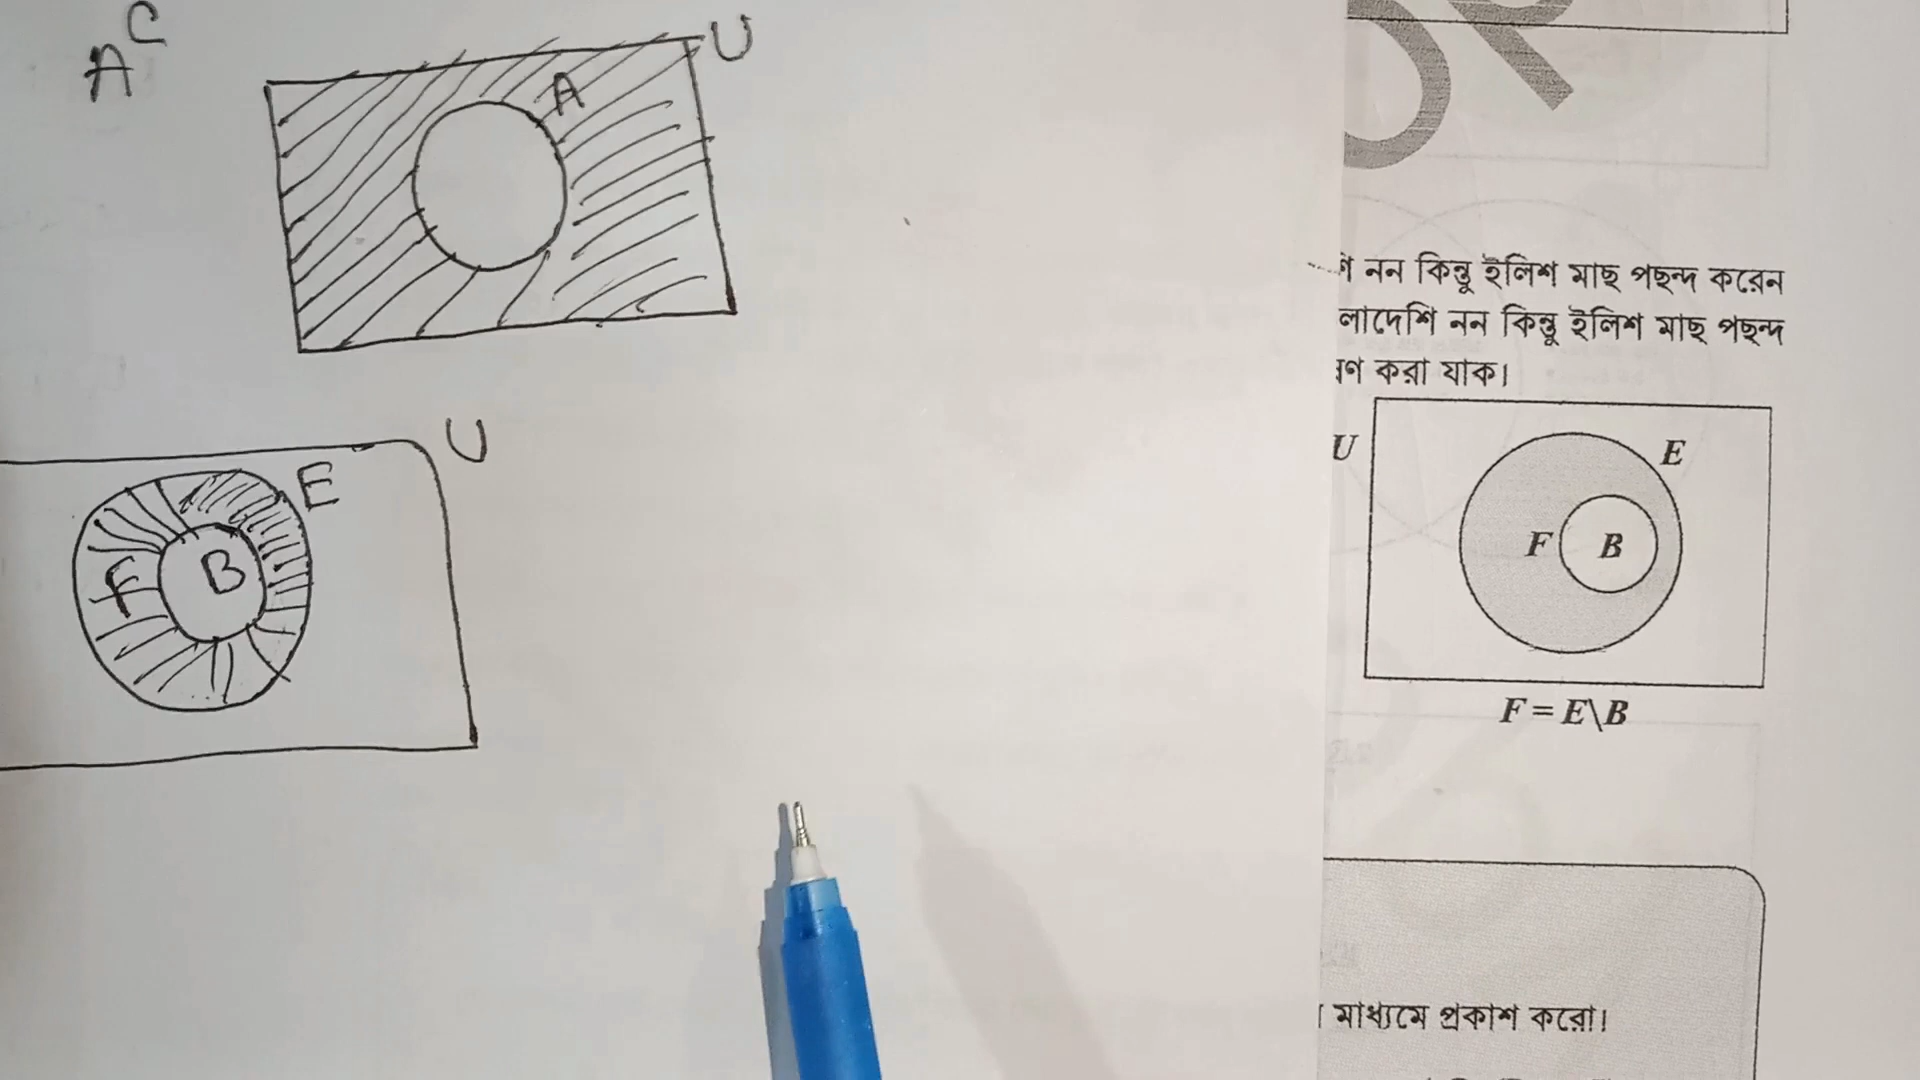 A^C
U
A
U
E
F B
নন কিন্তু ইলিশ মাছ পছন্দ করেন
লাদেশি নন কিন্তু ইলিশ মাছ পছন্দ
করা যাক।
U
E
F B
F = E\B
মাধ্যমে প্রকাশ করো।